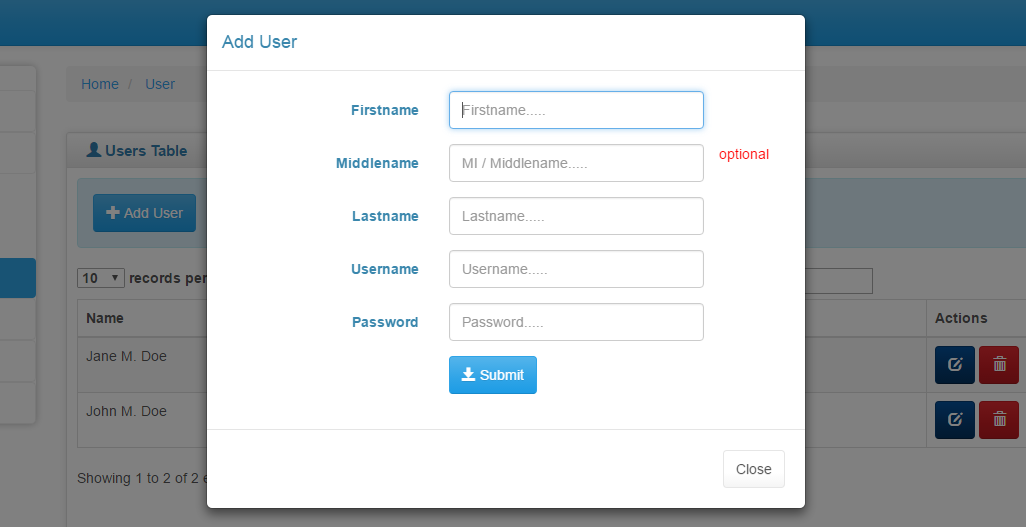 Add User
Home / User
Firstname
Firstname.....
Middlename
MI / Middlename.....
optional
Users Table
Lastname
Lastname.....
Add User
Username
Username.....
10 records per
Password
Password.....
Name
Actions
Jane M. Doe
Submit
John M. Doe
Showing 1 to 2 of 2 e
Close